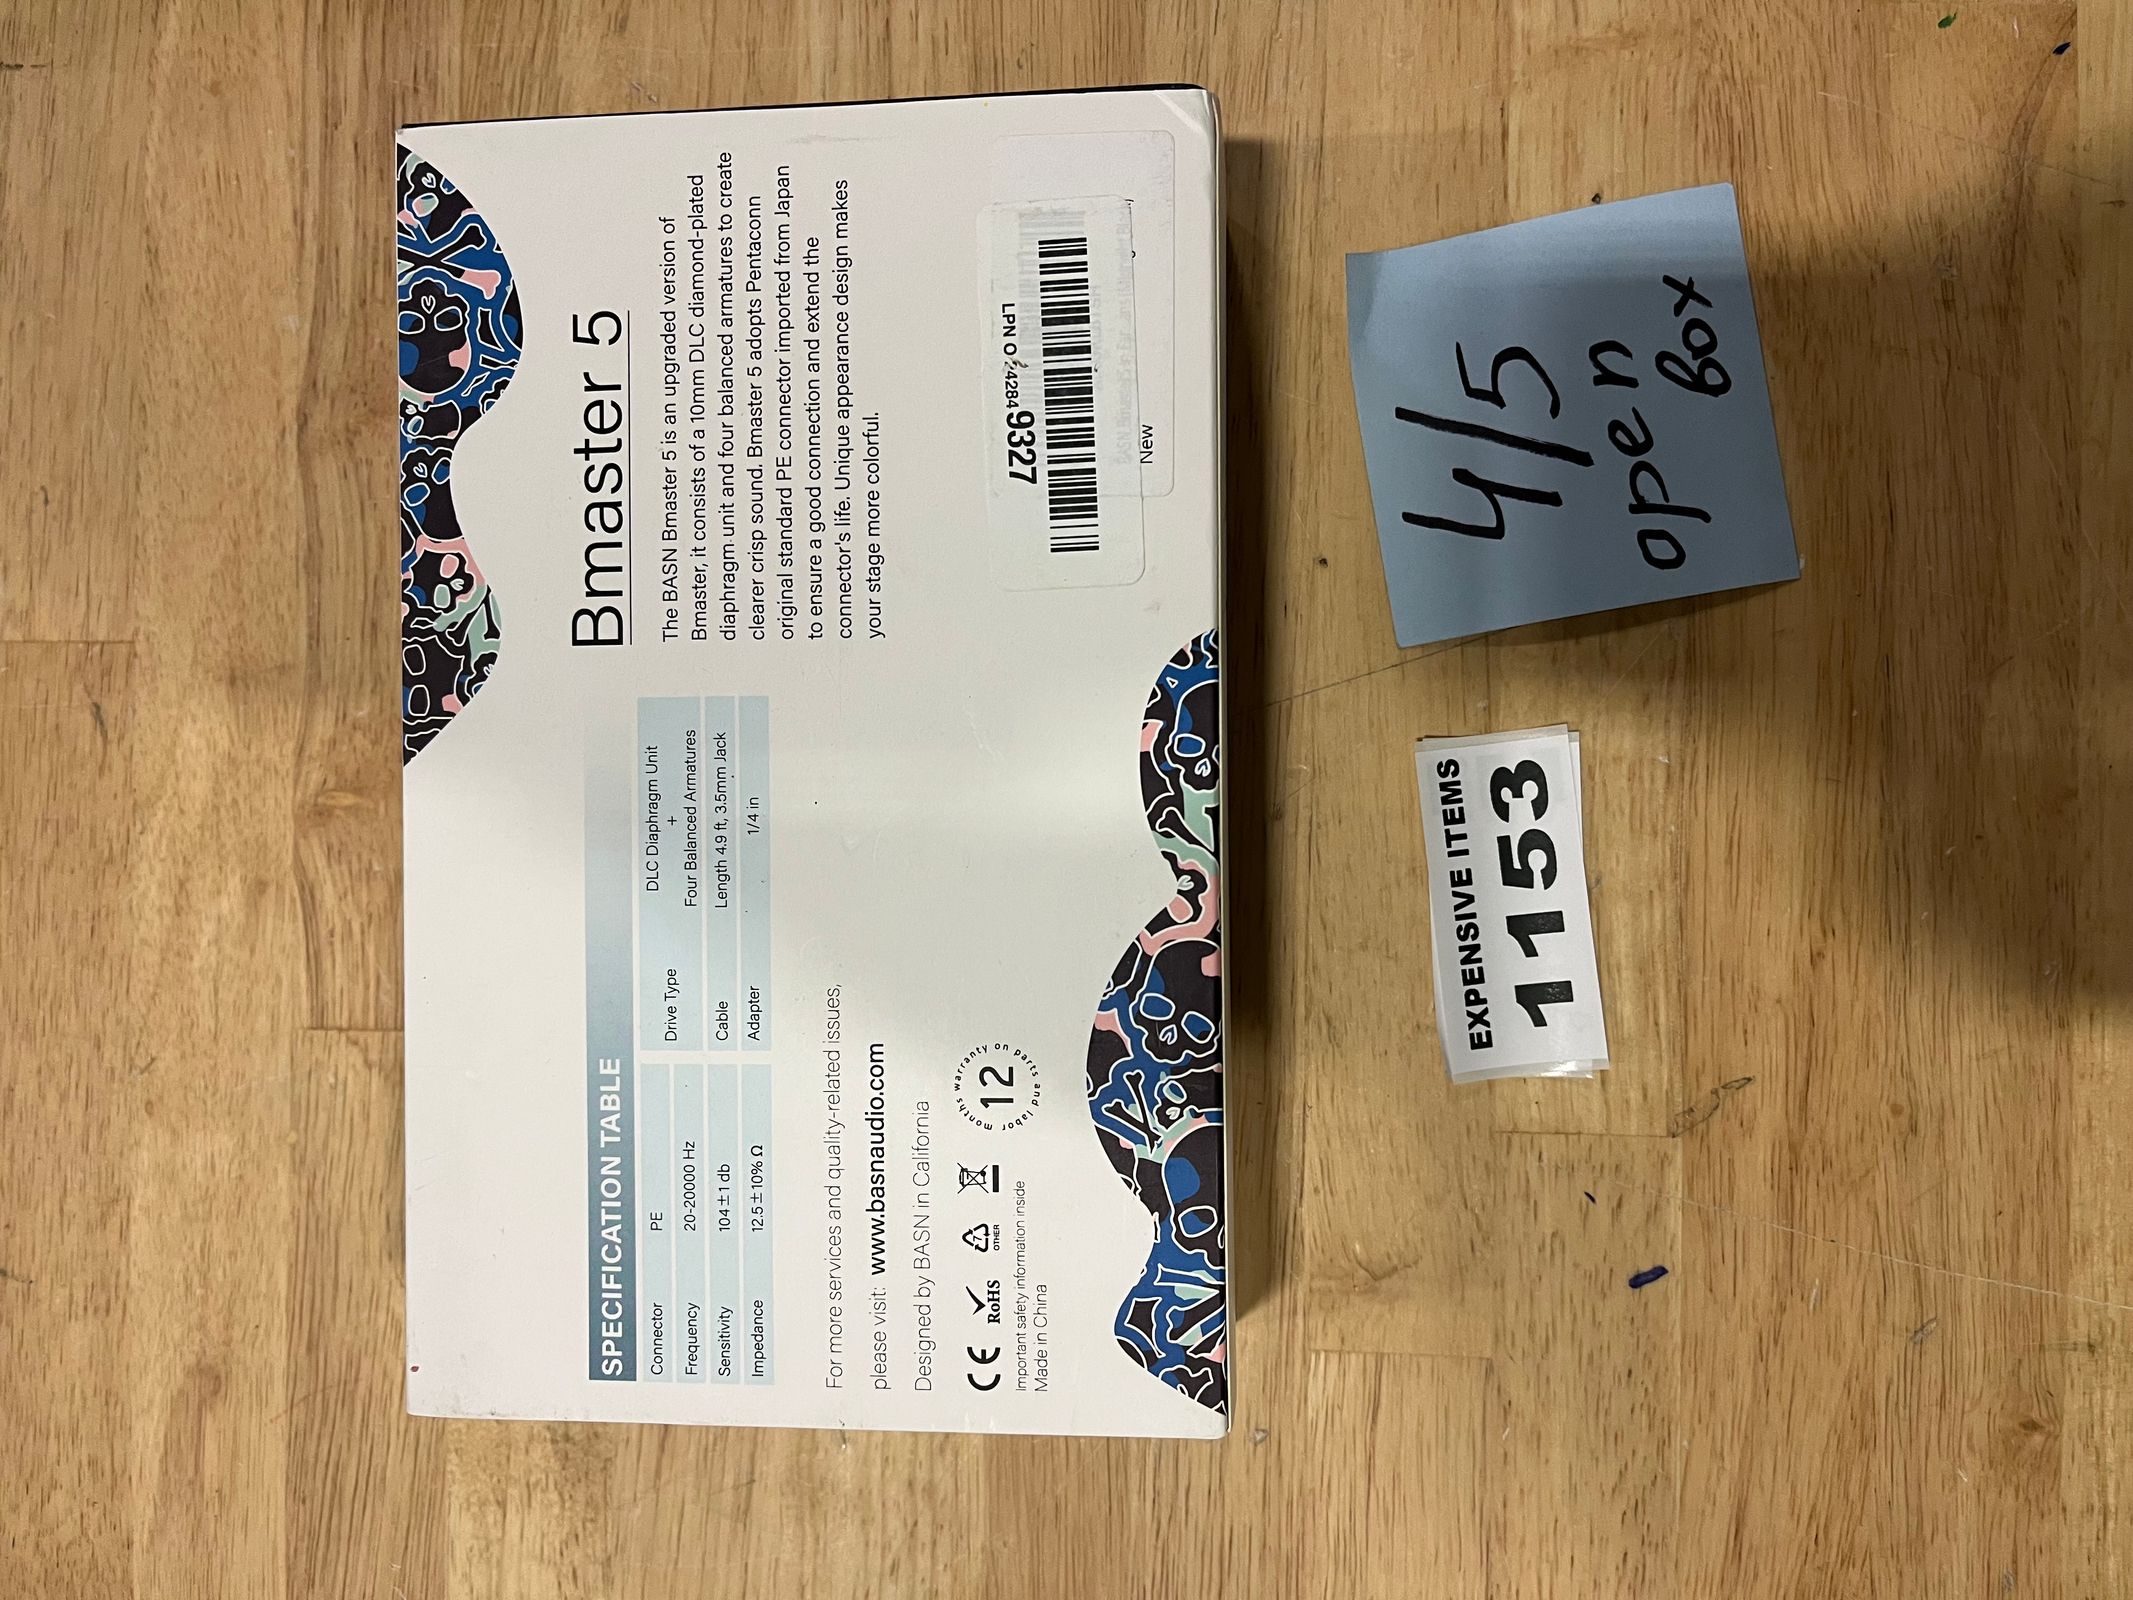 Bmaster 5
The BASN Bmaster 5 is an upgraded version of
Bmaster, it consists of a 10mm DLC diamond-plated
diaphragm unit and four balanced armatures to create
clearer crisp sound. Bmaster 5 adopts Pentaconn
original standard PE connector imported from Japan
to ensure a good connection and extend the
connector's life. Unique appearance design makes
your stage more colorful.
SPECIFICATION TABLE
Connector PE
Frequency 20-20000 Hz
Sensitivity 104±1 db
Impedance 12.5±10% Ω
Drive Type DLC Diaphragm Unit
+
Four Balanced Armatures
Cable Length 4.9 ft, 3.5mm Jack
Adapter 1/4 in
For more services and quality-related issues,
please visit: www.basnaudio.com
Designed by BASN in California
CE RoHS 7 OTHER
12 months warranty on parts and labor
Important safety information inside
Made in China
LPN 42849327
New
EXPENSIVE ITEMS
1153
4/5
open
Box